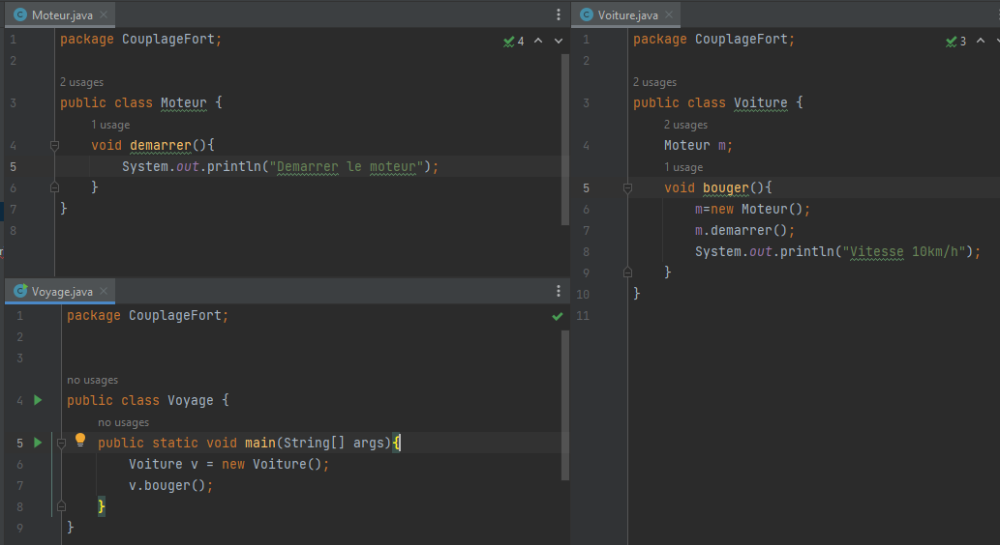 Moteur.java
1 package CouplageFort; 4
2
2 usages
3 public class Moteur {
1 usage
4 void demarrer(){
5 System.out.println("Demarrer le moteur");
6 }
7 }
8
Voyage.java
1 package CouplageFort;
2
3
no usages
4 public class Voyage {
no usages
5 public static void main(String[] args){
6 Voiture v = new Voiture();
7 v.bouger();
8 }
9 }
Voiture.java
1 package CouplageFort; 3
2
2 usages
3 public class Voiture {
2 usages
4 Moteur m;
1 usage
5 void bouger(){
6 m=new Moteur();
7 m.demarrer();
8 System.out.println("Vitesse 10km/h");
9 }
10 }
11